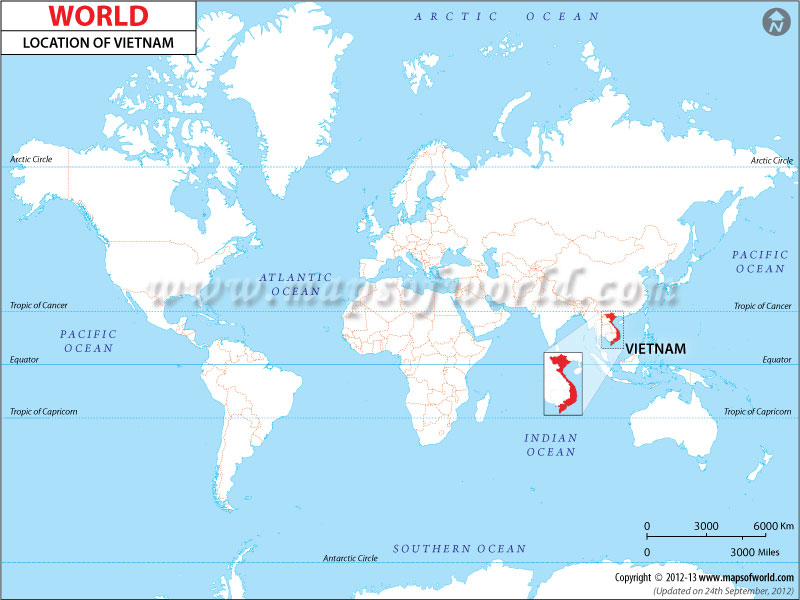 WORLD
LOCATION OF VIETNAM
ARCTIC OCEAN
N
Arctic Circle
Arctic Circle
PACIFIC
OCEAN
ATLANTIC
OCEAN
www.mapsofworld.com
Tropic of Cancer
Tropic of Cancer
PACIFIC
OCEAN
VIETNAM
Equator
Equator
Tropic of Capricorn
Tropic of Capricorn
INDIAN
OCEAN
0 3000 6000 Km
0 3000 Miles
SOUTHERN OCEAN
Antarctic Circle
Copyright © 2012-13 www.mapsofworld.com
(Updated on 24th September, 2012)